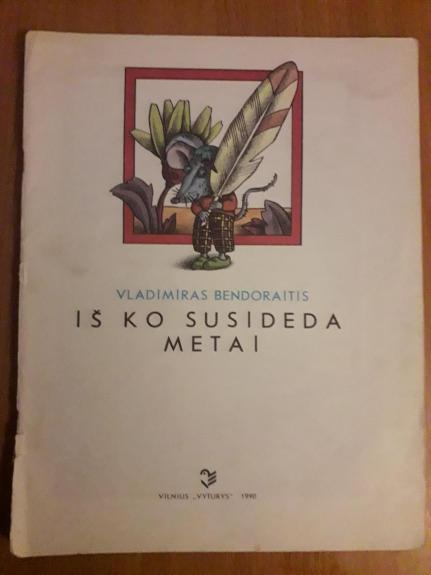 VLADIMIRAS BENDORAITIS
IŠ KO SUSIDEDA
METAI
VILNIUS „VYTURYS" 1990